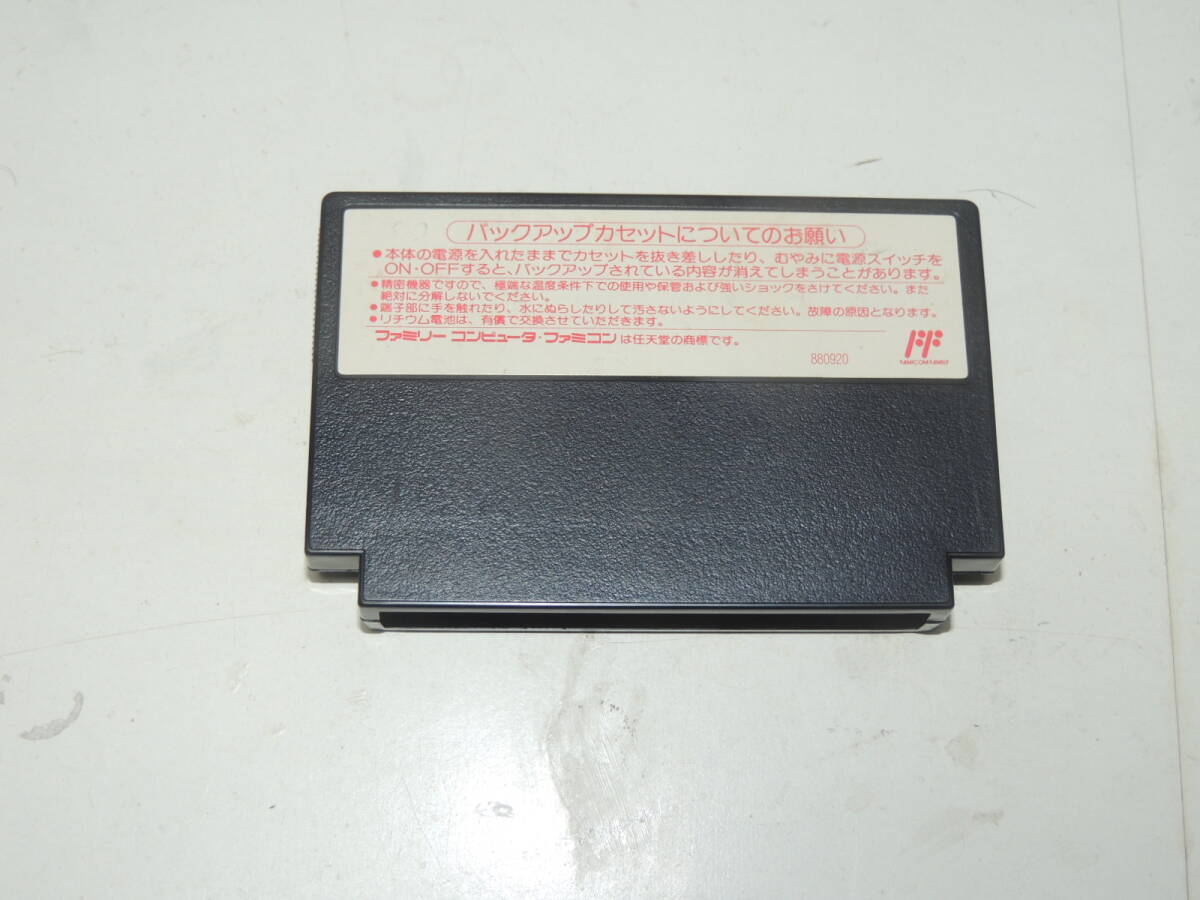 バックアップカセットについてのお願い
●本体の電源を入れたままでカセットを抜き差ししたり、むやみに電源スイッチを
ON・OFFすると、バックアップされている内容が消えてしまうことがあります。
●精密機器ですので、極端な温度条件下での使用や保管および強いショックをさけてください。また
絶対に分解しないでください。
●端子部に手を触れたり、水にぬらしたりして汚さないようにしてください。故障の原因となります。
●リチウム電池は、有償で交換させていただきます。
ファミリー コンピュータ・ファミコンは任天堂の商標です。
880920
FAMICOM FAMILY